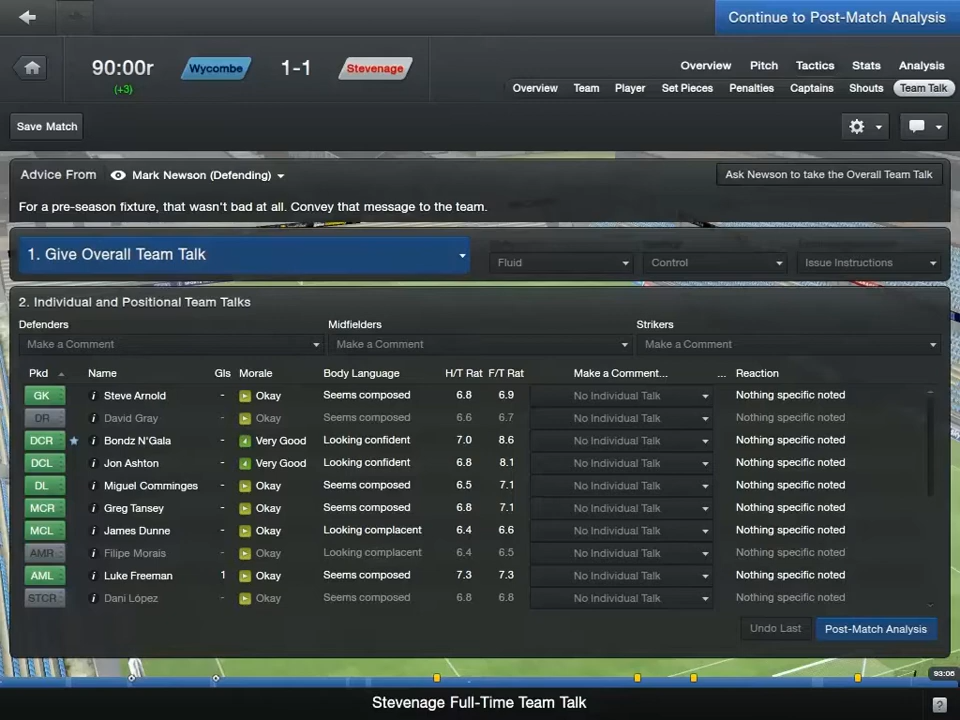 Continue to Post-Match Analysis
90:00r
(+3)
Wycombe
1-1
Stevenage
Overview Pitch Tactics Stats Analysis
Overview Team Player Set Pieces Penalties Captains Shouts Team Talk
Save Match
Advice From Mark Newson (Defending)
Ask Newson to take the Overall Team Talk
For a pre-season fixture, that wasn't bad at all. Convey that message to the team.
1. Give Overall Team Talk
Fluid Control Issue Instructions
2. Individual and Positional Team Talks
Defenders Midfielders Strikers
Make a Comment Make a Comment Make a Comment
Pkd Name Gls Morale Body Language H/T Rat F/T Rat Make a Comment... ... Reaction
GK i Steve Arnold - Okay Seems composed 6.8 6.9 No Individual Talk Nothing specific noted
DR i David Gray - Okay Seems composed 6.6 6.7 No Individual Talk Nothing specific noted
DCR i Bondz N'Gala - Very Good Looking confident 7.0 8.6 No Individual Talk Nothing specific noted
DCL i Jon Ashton - Very Good Looking confident 6.8 8.1 No Individual Talk Nothing specific noted
DL i Miguel Comminges - Okay Seems composed 6.5 7.1 No Individual Talk Nothing specific noted
MCR i Greg Tansey - Okay Seems composed 6.8 7.1 No Individual Talk Nothing specific noted
MCL i James Dunne - Okay Looking complacent 6.4 6.6 No Individual Talk Nothing specific noted
AMR i Filipe Morais - Okay Looking complacent 6.4 6.5 No Individual Talk Nothing specific noted
AML i Luke Freeman 1 Okay Seems composed 7.3 7.3 No Individual Talk Nothing specific noted
STCR i Dani López - Okay Seems composed 6.8 6.8 No Individual Talk Nothing specific noted
Undo Last Post-Match Analysis
93:06
Stevenage Full-Time Team Talk
?